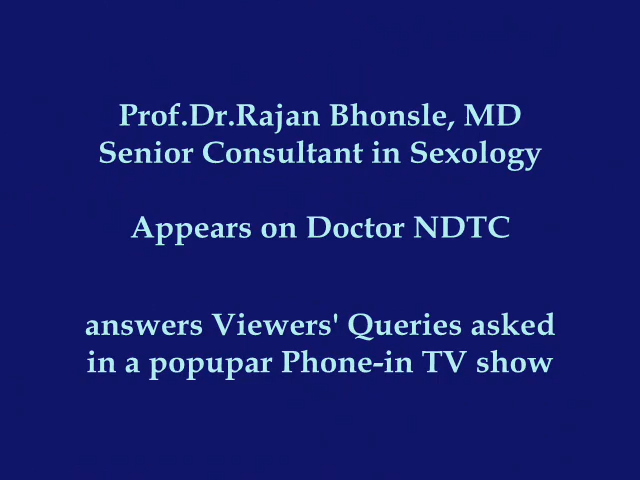 Prof.Dr.Rajan Bhonsle, MD
Senior Consultant in Sexology
Appears on Doctor NDTC
answers Viewers' Queries asked
in a popupar Phone-in TV show